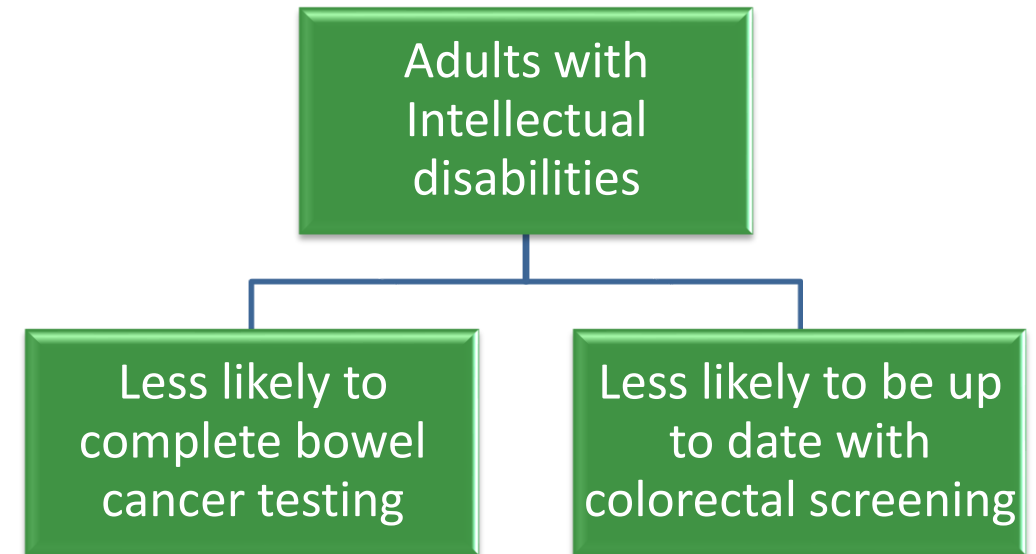 Adults with
Intellectual
disabilities
Less likely to
complete bowel
cancer testing
Less likely to be up
to date with
colorectal screening